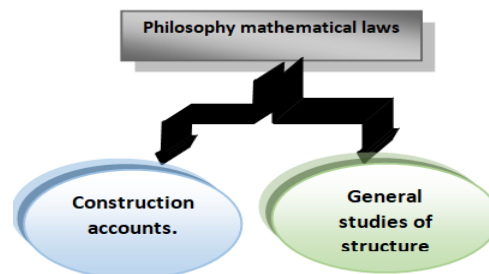 Philosophy mathematical laws
Construction
accounts.
General
studies of
structure